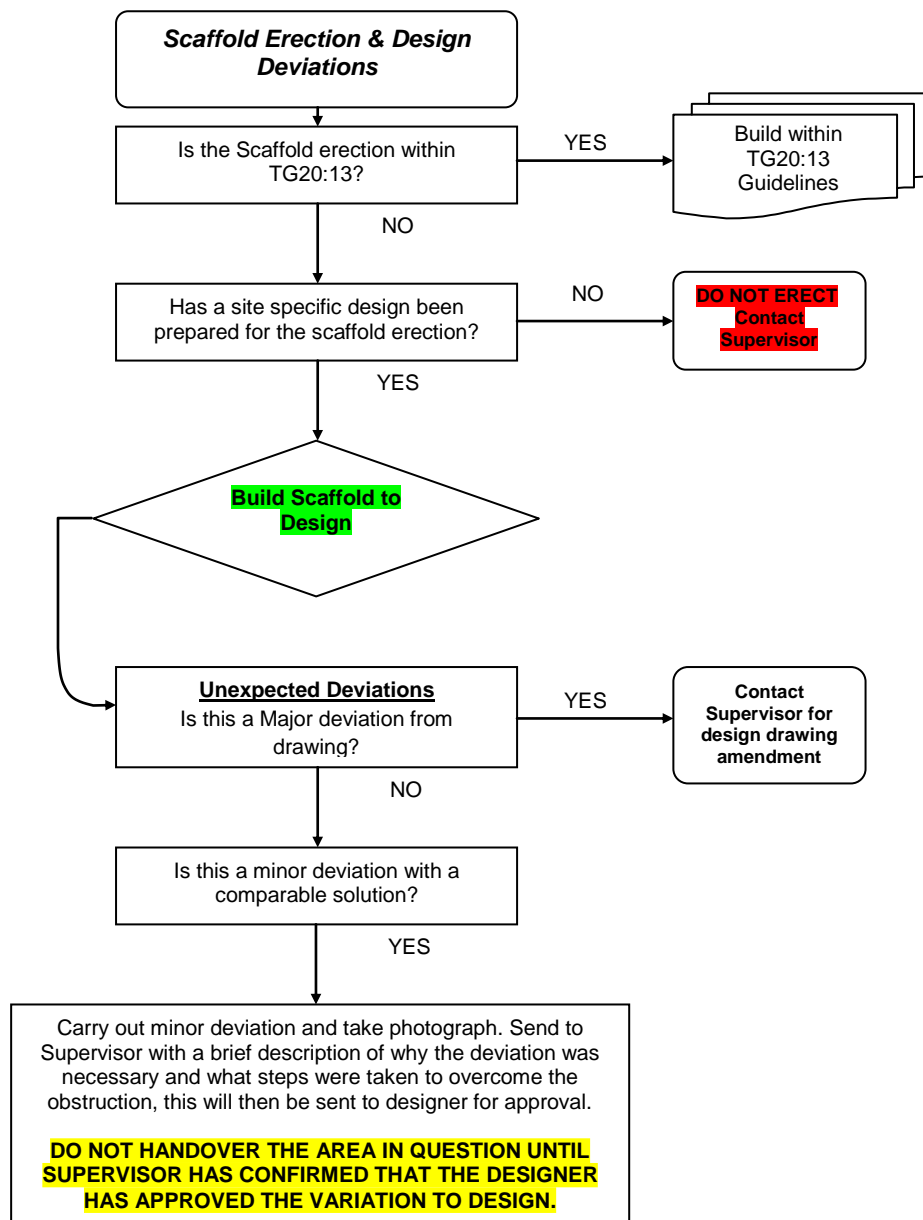 Scaffold Erection & Design
Deviations
Is the Scaffold erection within
TG20:13?
YES
Build within
TG20:13
Guidelines
NO
Has a site specific design been
prepared for the scaffold erection?
NO
DO NOT ERECT
Contact
Supervisor
YES
Build Scaffold to
Design
Unexpected Deviations
Is this a Major deviation from
drawing?
YES
Contact
Supervisor for
design drawing
amendment
NO
Is this a minor deviation with a
comparable solution?
YES
Carry out minor deviation and take photograph. Send to
Supervisor with a brief description of why the deviation was
necessary and what steps were taken to overcome the
obstruction, this will then be sent to designer for approval.
DO NOT HANDOVER THE AREA IN QUESTION UNTIL
SUPERVISOR HAS CONFIRMED THAT THE DESIGNER
HAS APPROVED THE VARIATION TO DESIGN.